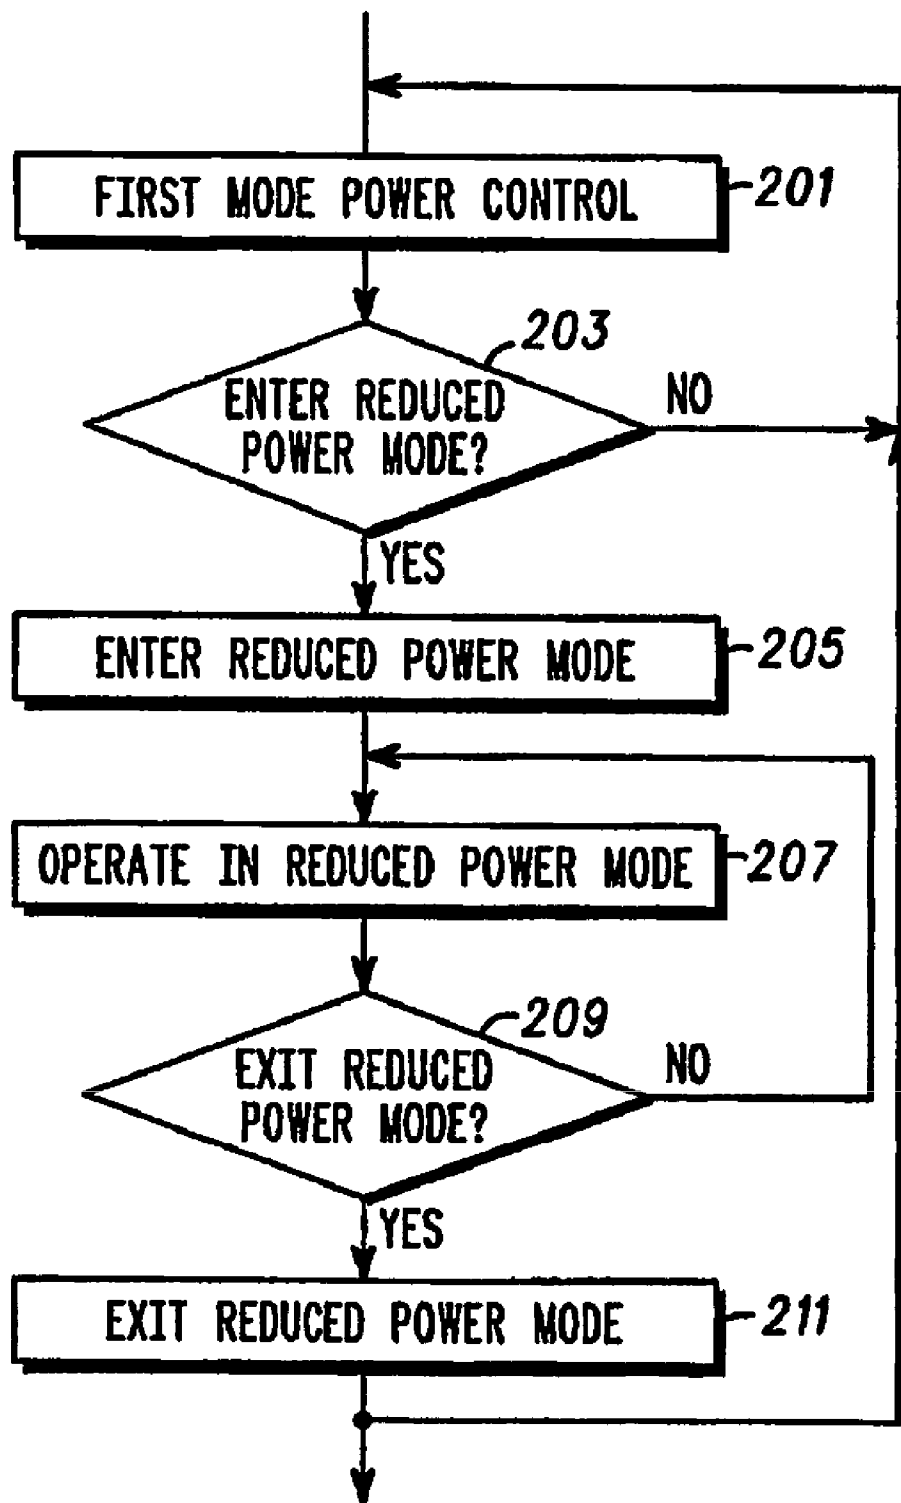 FIRST MODE POWER CONTROL
201
203
ENTER REDUCED
POWER MODE?
NO
YES
ENTER REDUCED POWER MODE
205
OPERATE IN REDUCED POWER MODE
207
209
EXIT REDUCED
POWER MODE?
NO
YES
EXIT REDUCED POWER MODE
211